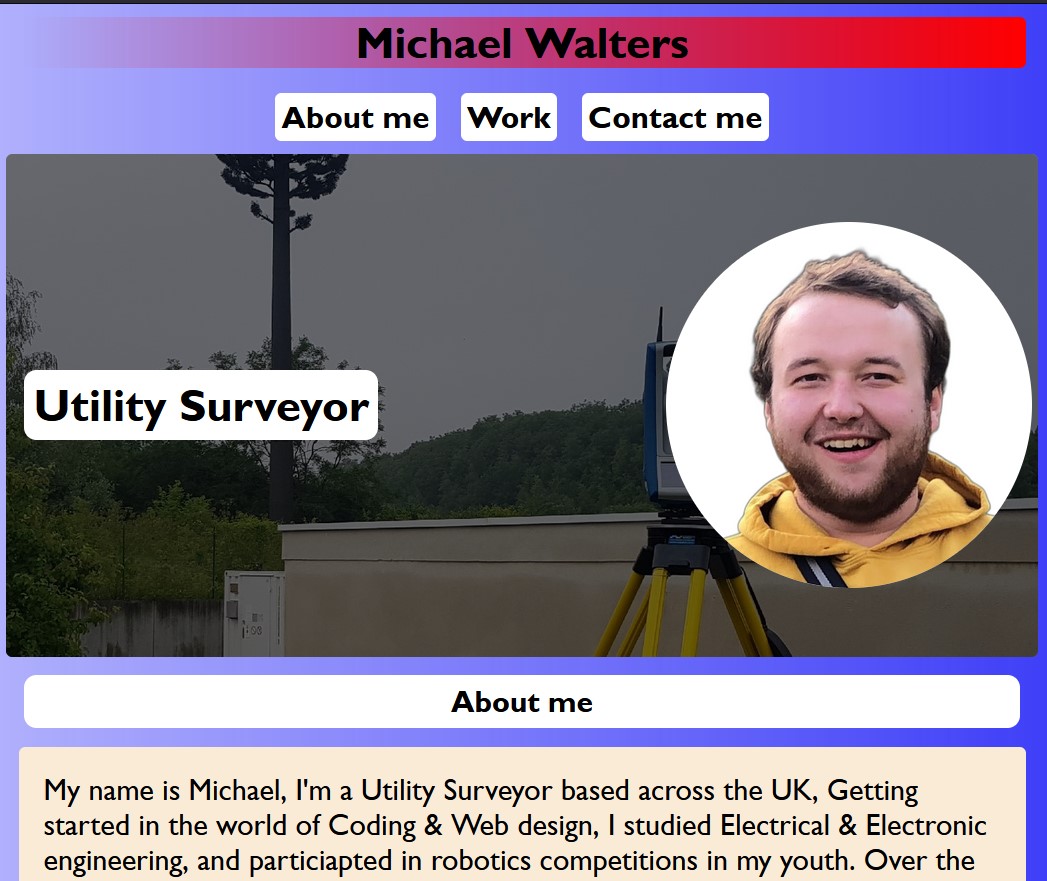 Michael Walters
About me Work Contact me
Utility Surveyor
About me
My name is Michael, I'm a Utility Surveyor based across the UK, Getting
started in the world of Coding & Web design, I studied Electrical & Electronic
engineering, and particiapted in robotics competitions in my youth. Over the